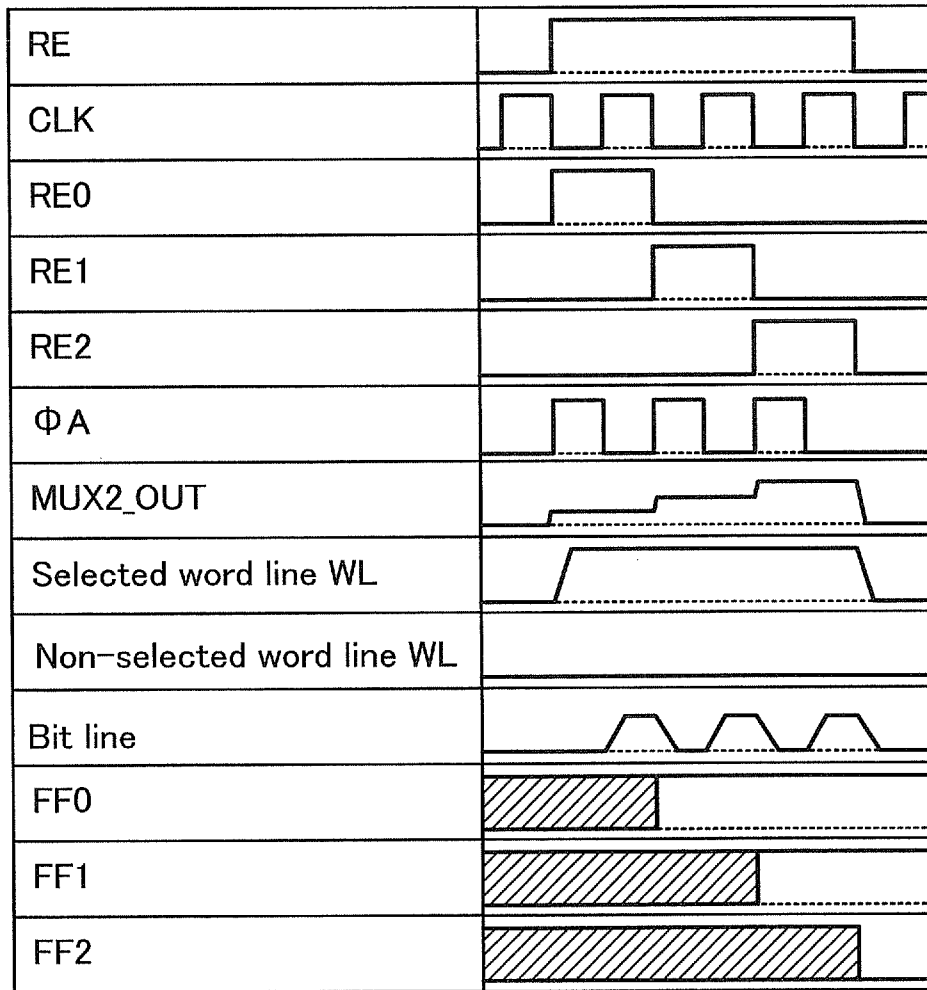 RE
CLK
RE0
RE1
RE2
ΦA
MUX2_OUT
Selected word line WL
Non-selected word line WL
Bit line
FF0
FF1
FF2